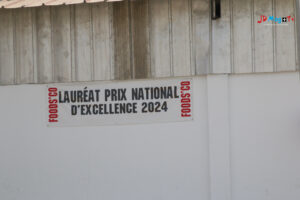 FOODS'CO
LAURÉAT PRIX NATIONAL
D'EXCELLENCE 2024
FOODS'CO